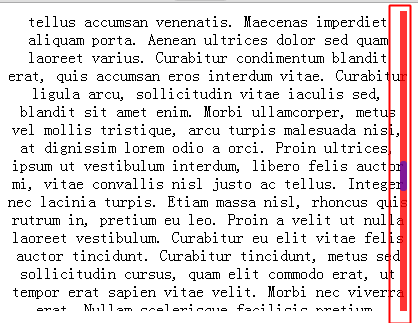 tellus accumsan venenatis. Maecenas imperdiet
aliquam porta. Aenean ultrices dolor sed quam
laoreet varius. Curabitur condimentum blandit
erat, quis accumsan eros interdum vitae. Curabitur
ligula arcu, sollicitudin vitae iaculis sed,
blandit sit amet enim. Morbi ullamcorper, metus
vel mollis tristique, arcu turpis malesuada nisi,
at dignissim lorem odio a orci. Proin ultrices,
ipsum ut vestibulum interdum, libero felis auctor
mi, vitae convallis nisl justo ac tellus. Integer
nec lacinia turpis. Etiam massa nisl, rhoncus quis
rutrum in, pretium eu leo. Proin a velit ut nulla
laoreet vestibulum. Curabitur eu elit vitae felis
auctor tincidunt. Curabitur tincidunt, metus sed
sollicitudin cursus, quam elit commodo erat, ut
tempor erat sapien vitae velit. Morbi nec viverra
erat. Nullam scelerisque facilisis pretium